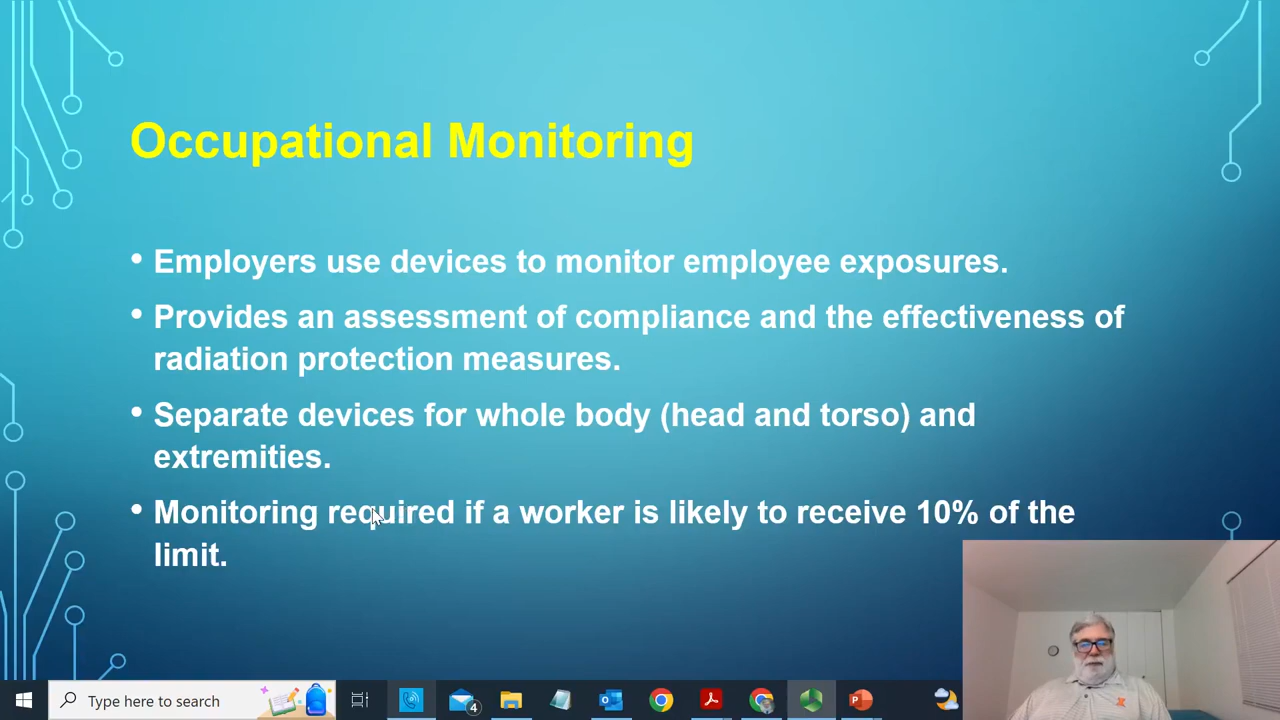 Occupational Monitoring
• Employers use devices to monitor employee exposures.
• Provides an assessment of compliance and the effectiveness of
radiation protection measures.
• Separate devices for whole body (head and torso) and
extremities.
• Monitoring required if a worker is likely to receive 10% of the
limit.
Type here to search
4
P